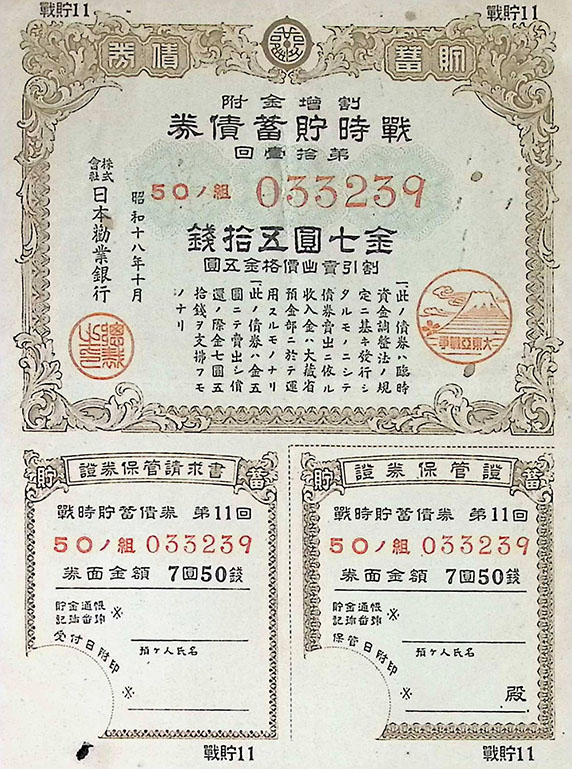 戰貯11
戰貯11
貯蓄
債券
割增金附
戰時貯蓄債券
第拾壹回
50ノ組 033239
金七圓五拾錢
割引賣出價格金五圓
一此ノ債券ハ臨時
資金調整法ノ規
定ニ基キ發行シ
タルモノニシテ
債券賣出ニ依ル
收入金ハ大藏省
預金部ニ於テ運
用スルモノナリ
一此ノ債券ハ金五
圓ニテ賣出シ償
還ノ際金七圓五
拾錢ヲ支拂フモ
ノナリ
昭和十八年十月
株式會社日本勸業銀行
大東亞戰爭
貯 證券保管請求書 蓄
戰時貯蓄債券 第11回
50ノ組 033239
券面金額 7圓50錢
貯金通帳
記號番號 ※
受付日附印
預ケ人氏名
※
貯 證券保管證 蓄
戰時貯蓄債券 第11回
50ノ組 033239
券面金額 7圓50錢
貯金通帳
記號番號 ※
保管日附印
預ケ人氏名
※
殿
戰貯11
戰貯11